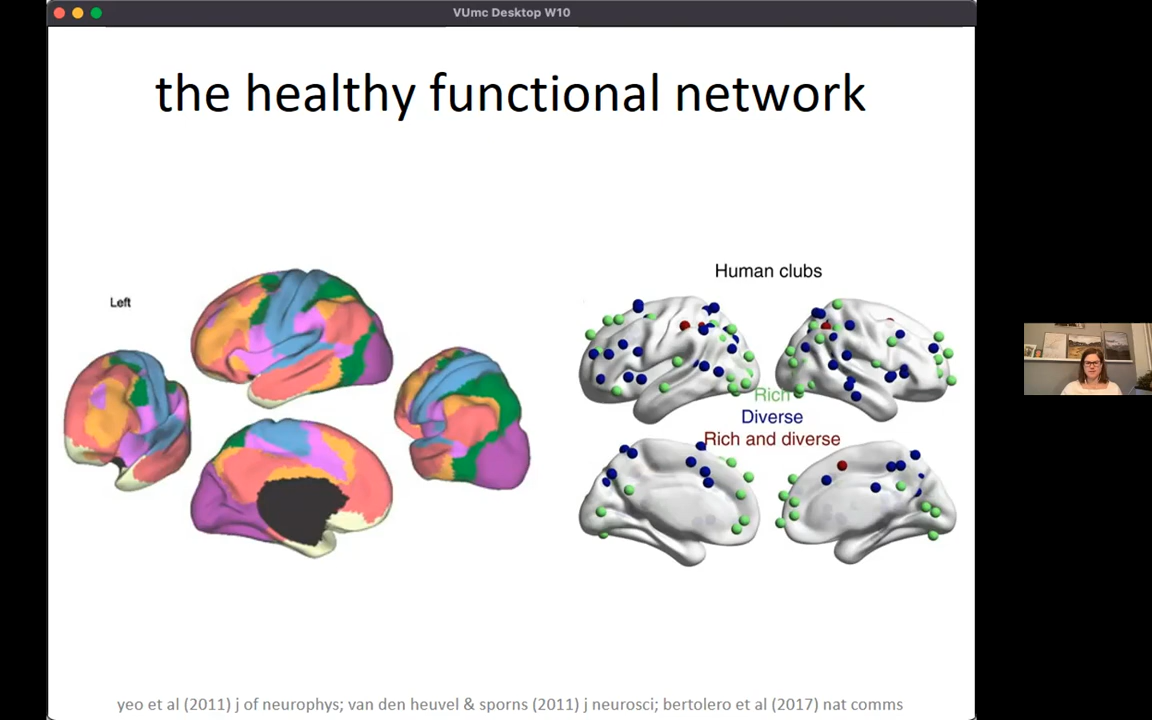 VUmc Desktop W10
the healthy functional network
Left
Human clubs
Rich
Diverse
Rich and diverse
yeo et al (2011) j of neurophys; van den heuvel & sporns (2011) j neurosci; bertolero et al (2017) nat comms